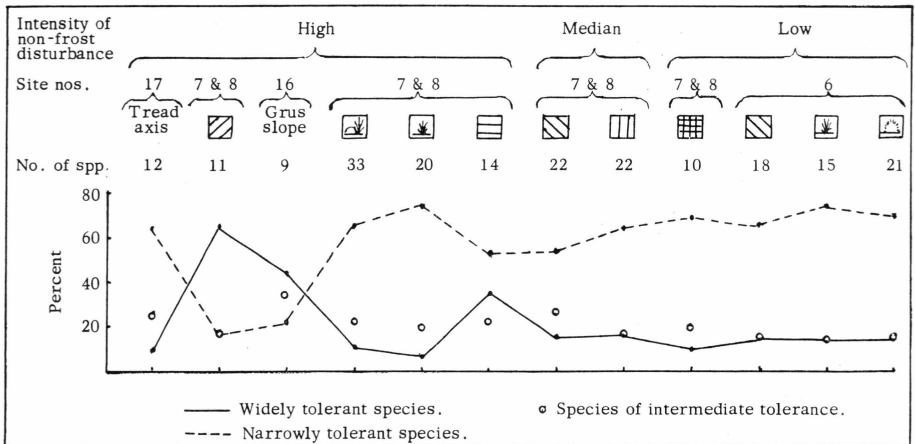 Intensity of
non-frost
disturbance
High Median Low
Site nos. 17 7 & 8 16 7 & 8 7 & 8 7 & 8 6
Tread
axis
Grus
slope
No. of spp. 12 11 9 33 20 14 22 22 10 18 15 21
80
60
40
20
Percent
Widely tolerant species.
Species of intermediate tolerance.
Narrowly tolerant species.